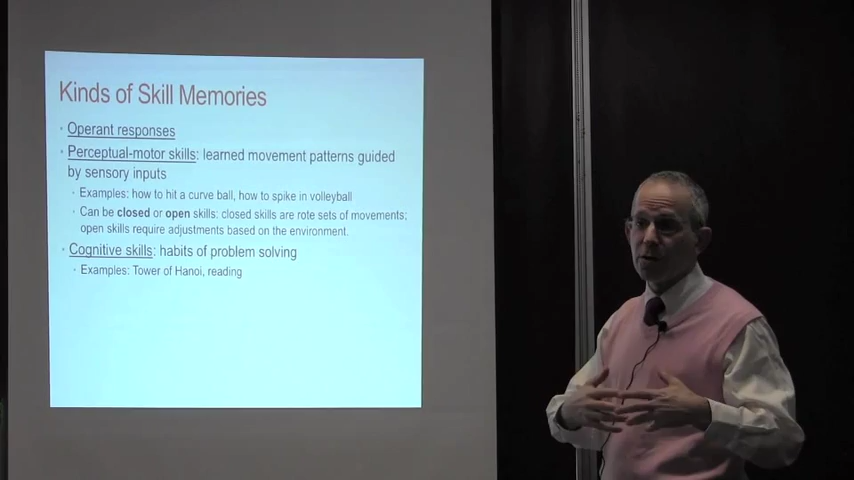 Kinds of Skill Memories
• Operant responses
• Perceptual-motor skills: learned movement patterns guided
by sensory inputs
• Examples: how to hit a curve ball, how to spike in volleyball
• Can be closed or open skills: closed skills are rote sets of movements;
open skills require adjustments based on the environment.
• Cognitive skills: habits of problem solving
• Examples: Tower of Hanoi, reading